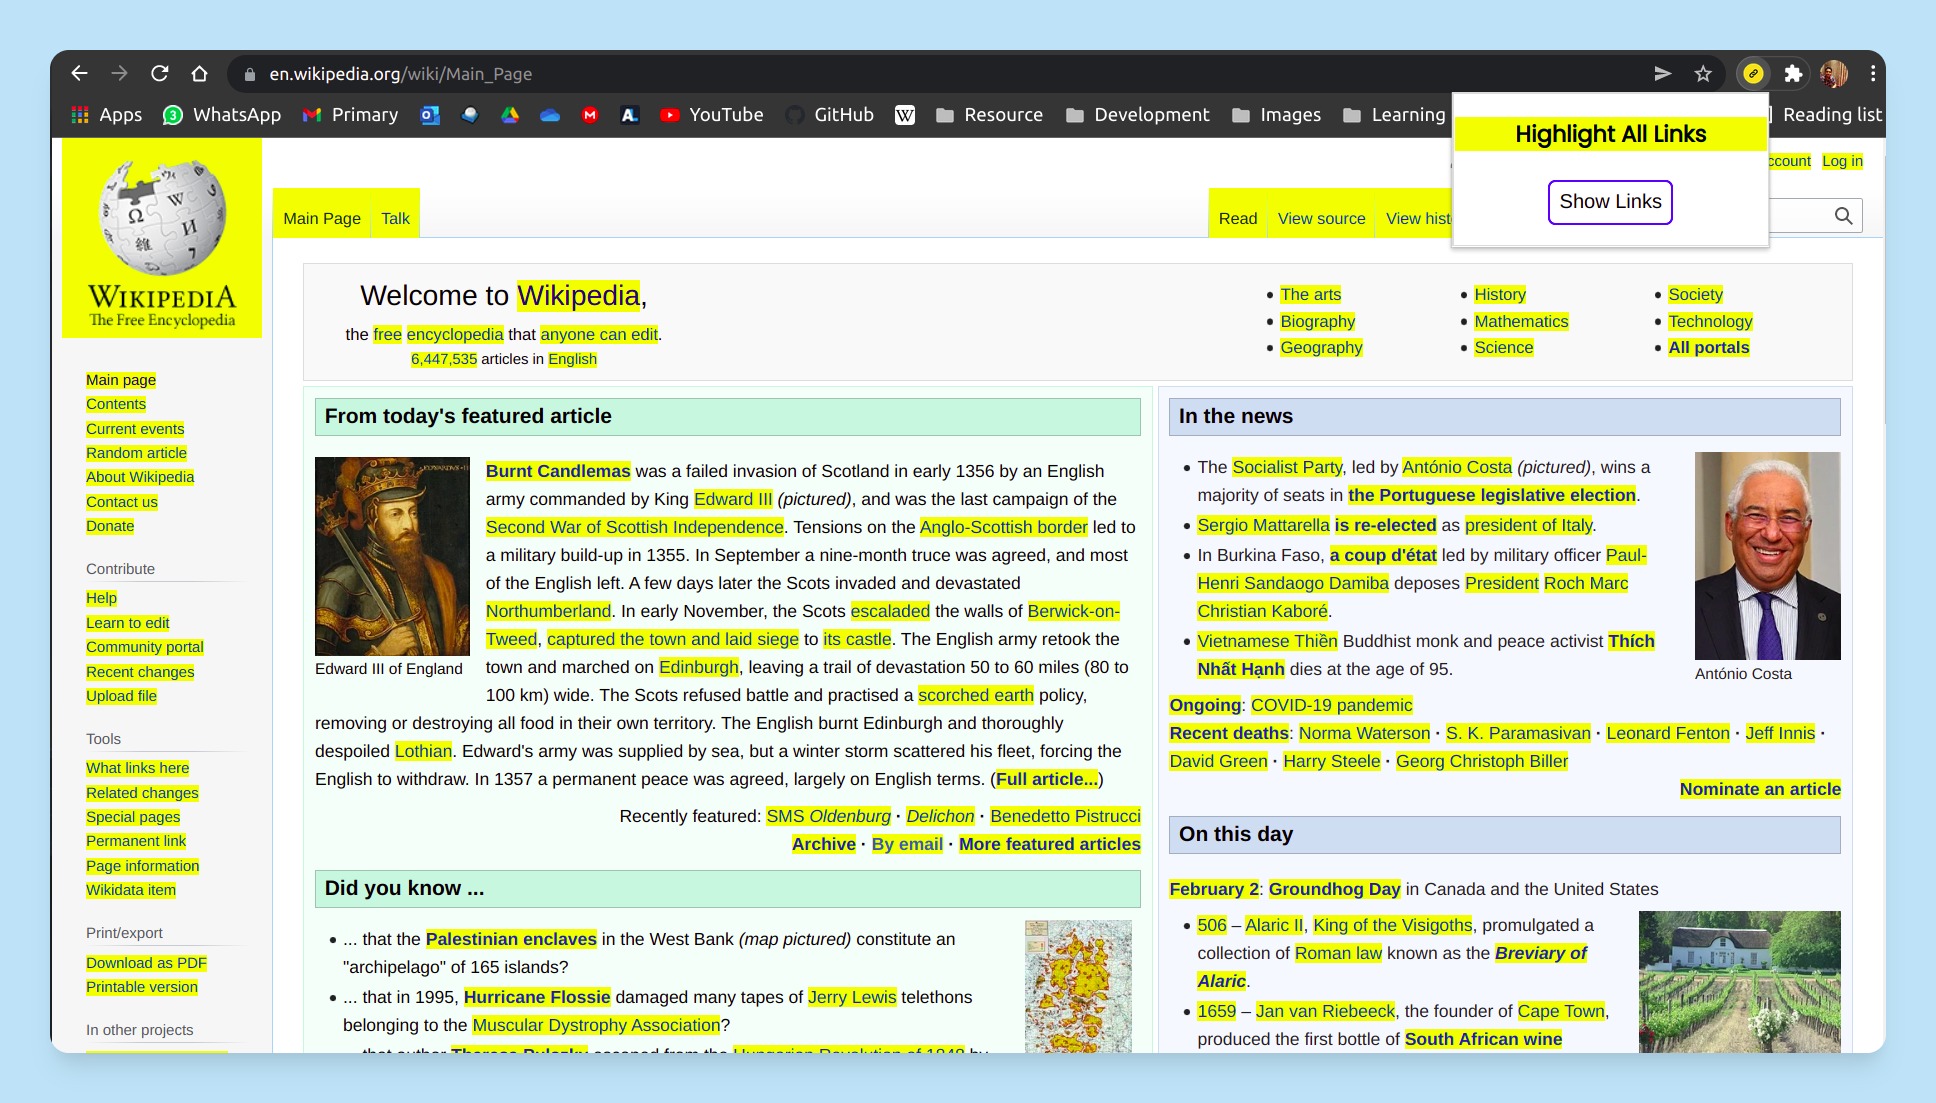 en.wikipedia.org/wiki/Main_Page
Apps
3
WhatsApp
Primary
YouTube
GitHub
W
Resource
Development
Images
Learning
Reading list
Highlight All Links
Show Links
Log in
WIKIPEDIA
The Free Encyclopedia
Main Page
Talk
Read
View source
Main page
Contents
Current events
Random article
About Wikipedia
Contact us
Donate
Contribute
Help
Learn to edit
Community portal
Recent changes
Upload file
Tools
What links here
Related changes
Special pages
Permanent link
Page information
Wikidata item
Print/export
Download as PDF
Printable version
In other projects
Welcome to Wikipedia,
the free encyclopedia that anyone can edit.
6,447,535 articles in English
The arts
Biography
Geography
History
Mathematics
Science
Society
Technology
All portals
From today's featured article
Burnt Candlemas was a failed invasion of Scotland in early 1356 by an English
army commanded by King Edward III (pictured), and was the last campaign of the
Second War of Scottish Independence. Tensions on the Anglo-Scottish border led to
a military build-up in 1355. In September a nine-month truce was agreed, and most
of the English left. A few days later the Scots invaded and devastated
Northumberland. In early November, the Scots escaladed the walls of Berwick-on-
Tweed, captured the town and laid siege to its castle. The English army retook the
town and marched on Edinburgh, leaving a trail of devastation 50 to 60 miles (80 to
100 km) wide. The Scots refused battle and practised a scorched earth policy,
removing or destroying all food in their own territory. The English burnt Edinburgh and thoroughly
despoiled Lothian. Edward's army was supplied by sea, but a winter storm scattered his fleet, forcing the
English to withdraw. In 1357 a permanent peace was agreed, largely on English terms. (Full article...)
Edward III of England
Recently featured: SMS Oldenburg · Delichon · Benedetto Pistrucci
Archive · By email · More featured articles
Did you know ...
... that the Palestinian enclaves in the West Bank (map pictured) constitute an
"archipelago" of 165 islands?
... that in 1995, Hurricane Flossie damaged many tapes of Jerry Lewis telethons
belonging to the Muscular Dystrophy Association?
... that author Therese Pulszky escaped from the Hungarian Revolution of 1848 by
In the news
The Socialist Party, led by António Costa (pictured), wins a
majority of seats in the Portuguese legislative election.
Sergio Mattarella is re-elected as president of Italy.
In Burkina Faso, a coup d'état led by military officer Paul-
Henri Sandaogo Damiba deposes President Roch Marc
Christian Kaboré.
Vietnamese Thiền Buddhist monk and peace activist Thích
Nhất Hạnh dies at the age of 95.
António Costa
Ongoing: COVID-19 pandemic
Recent deaths: Norma Waterson · S. K. Paramasivan · Leonard Fenton · Jeff Innis ·
David Green · Harry Steele · Georg Christoph Biller
Nominate an article
On this day
February 2: Groundhog Day in Canada and the United States
506 – Alaric II, King of the Visigoths, promulgated a
collection of Roman law known as the Breviary of
Alaric.
1659 – Jan van Riebeeck, the founder of Cape Town,
produced the first bottle of South African wine